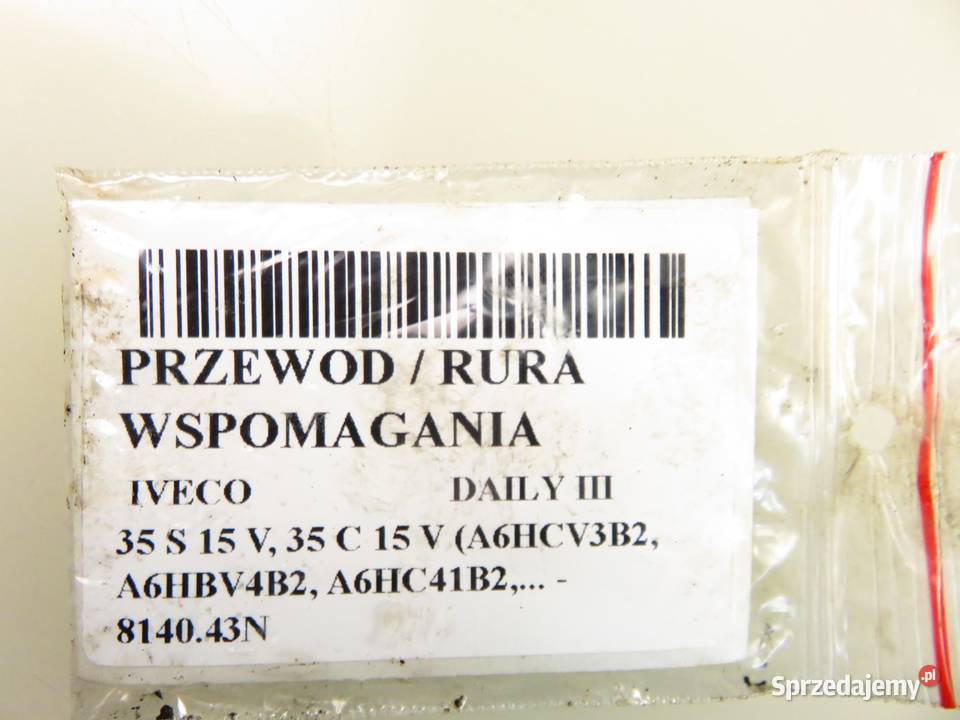 PRZEWOD / RURA
WSPOMAGANIA
IVECO DAILY III
35 S 15 V, 35 C 15 V (A6HCV3B2,
A6HBV4B2, A6HC41B2,... -
8140.43N
Sprzedajemy.pl